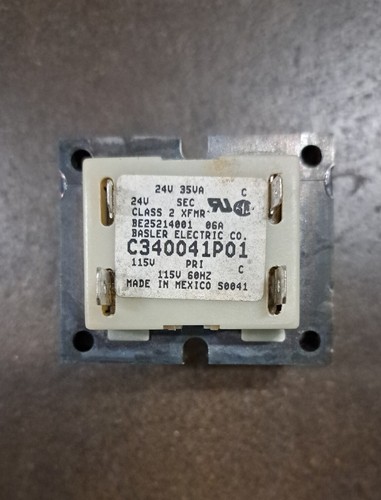 24V 35VA C
24V SEC
CLASS 2 XFMR
BE25214001 06A
BASLER ELECTRIC CO.
C340041P01
115V PRI C
115V 60HZ
MADE IN MEXICO S0041